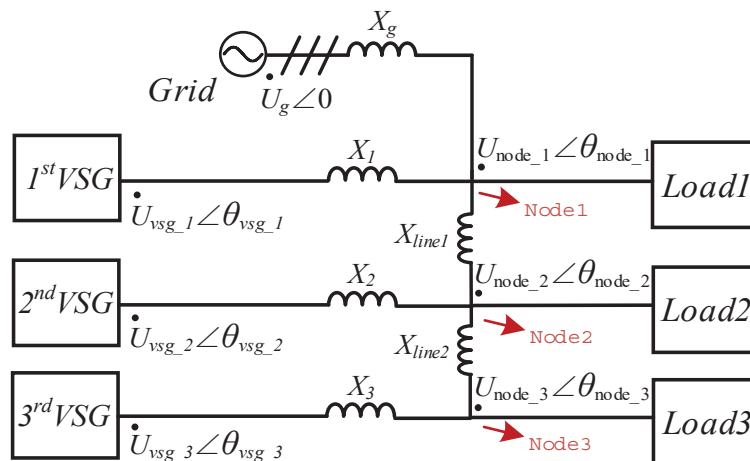 X_g
Grid
U_g∠0
1^st VSG
X_1
U_node_1∠θ_node_1
Load1
U_vsg_1∠θ_vsg_1
Node1
X_line1
2^nd VSG
X_2
U_node_2∠θ_node_2
Load2
U_vsg_2∠θ_vsg_2
Node2
X_line2
3^rd VSG
X_3
U_node_3∠θ_node_3
Load3
U_vsg_3∠θ_vsg_3
Node3